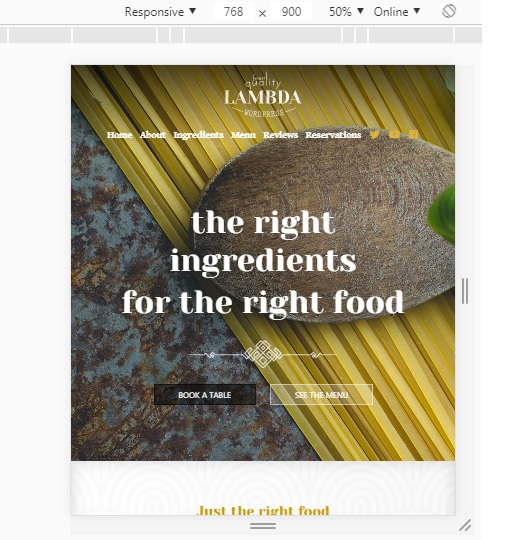 Responsive ▼ 768 × 900 50% ▼ Online ▼
quality
LAMBDA
WORDPRESS
Home About Ingredients Menu Reviews Reservations
the right
ingredients
for the right food
BOOK A TABLE SEE THE MENU
Just the right food